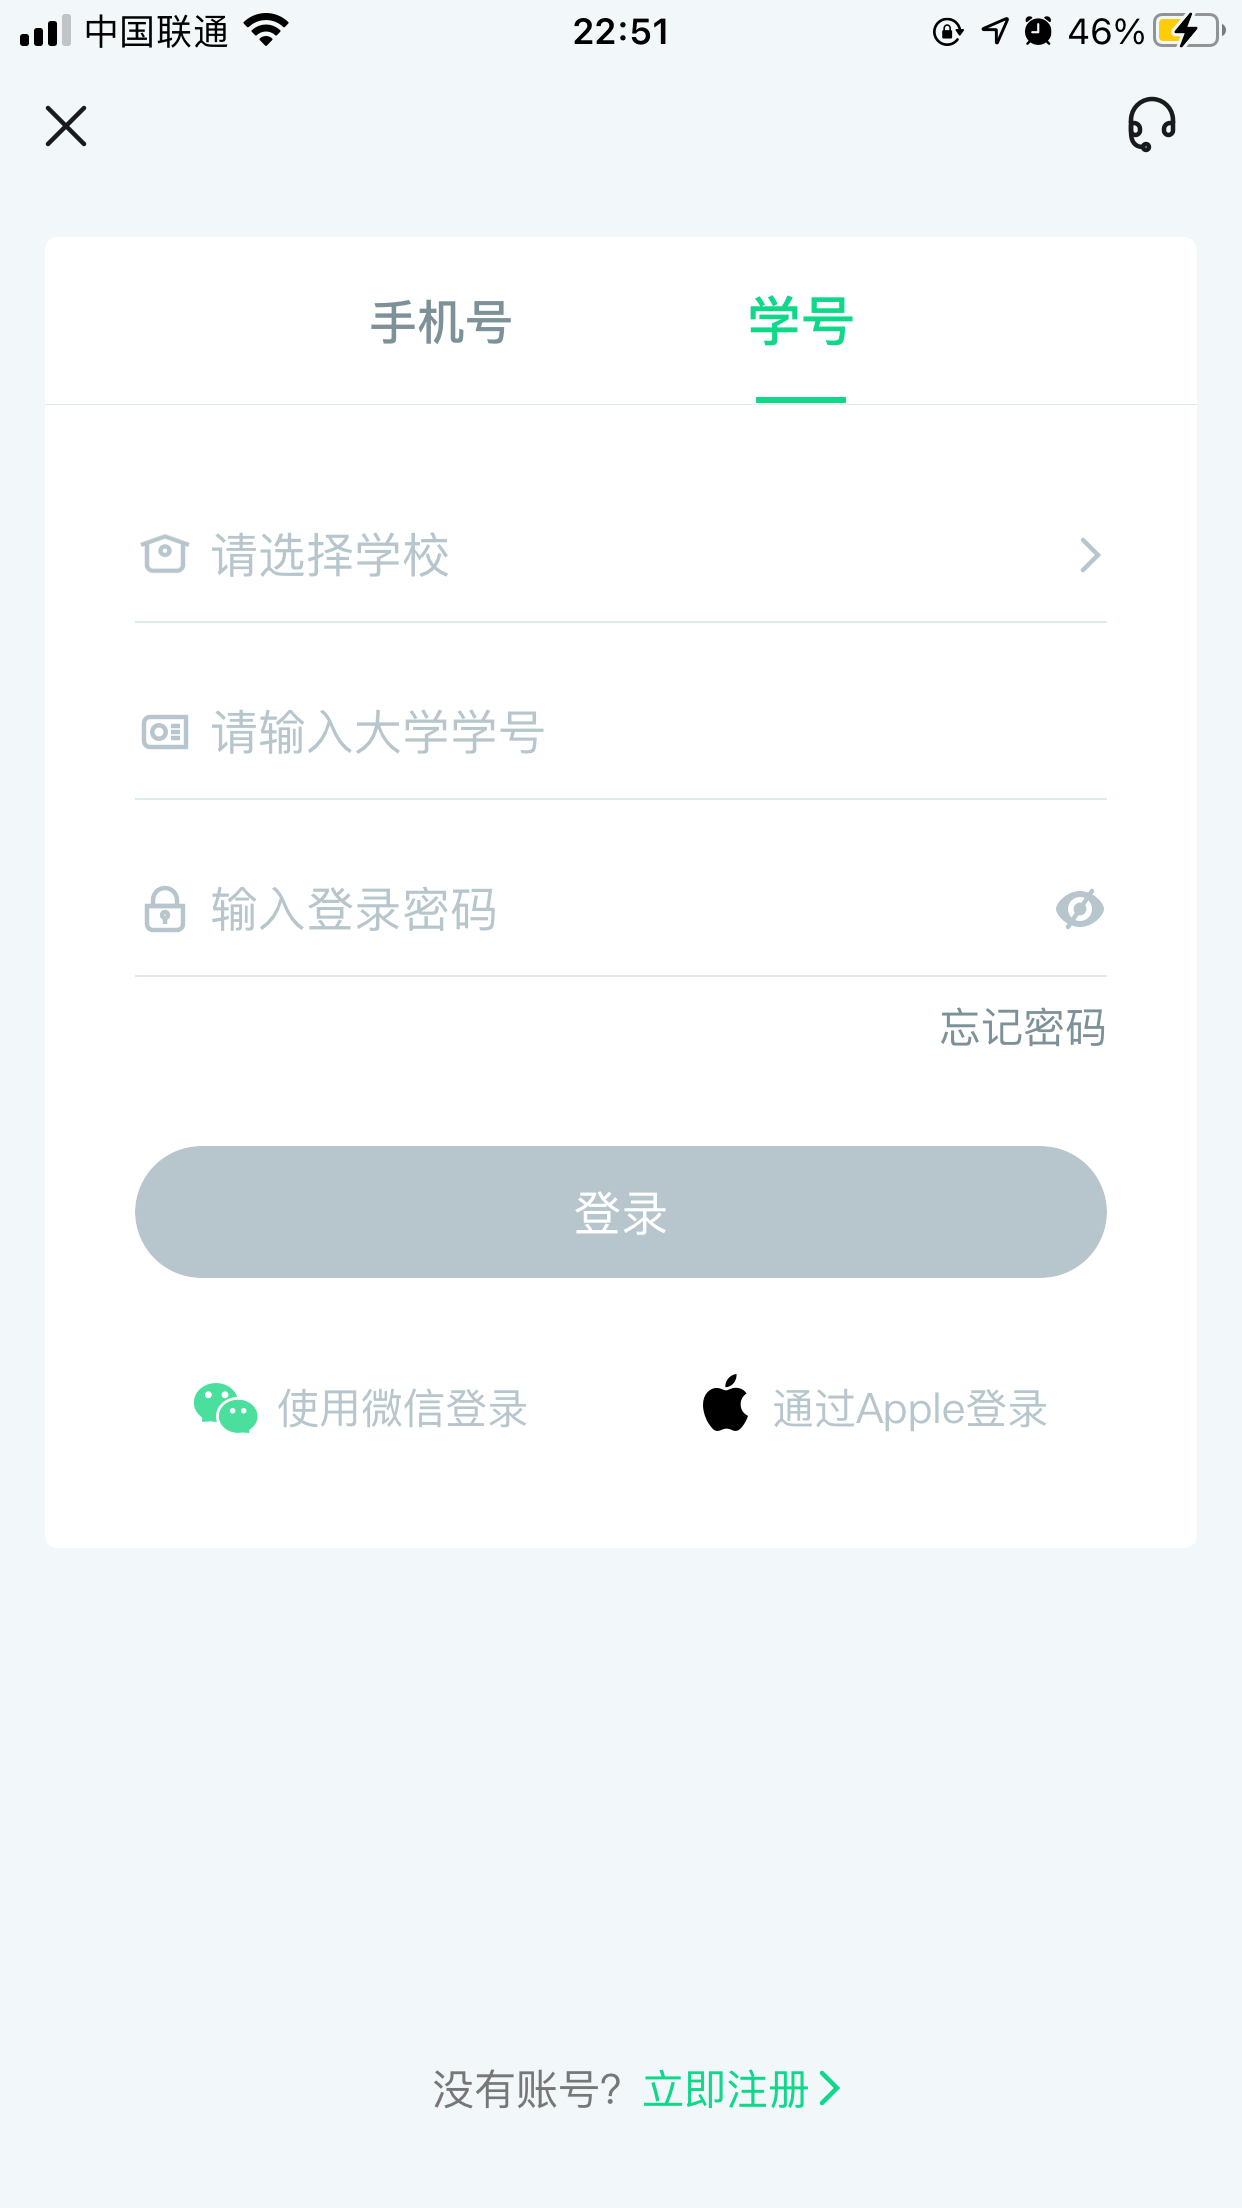 中国联通 22:51 46%
手机号 学号
请选择学校
请输入大学学号
输入登录密码
忘记密码
登录
使用微信登录 通过Apple登录
没有账号? 立即注册